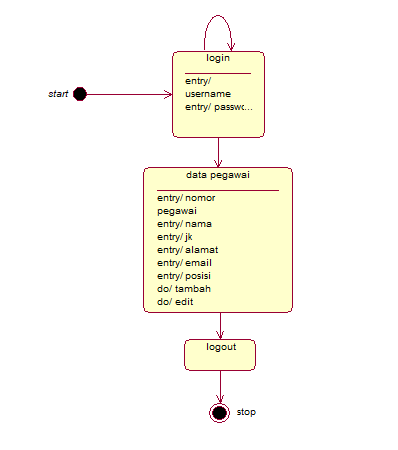 login
entry/
username
entry/ passwo...
start
data pegawai
entry/ nomor
pegawai
entry/ nama
entry/ jk
entry/ alamat
entry/ email
entry/ posisi
do/ tambah
do/ edit
logout
stop